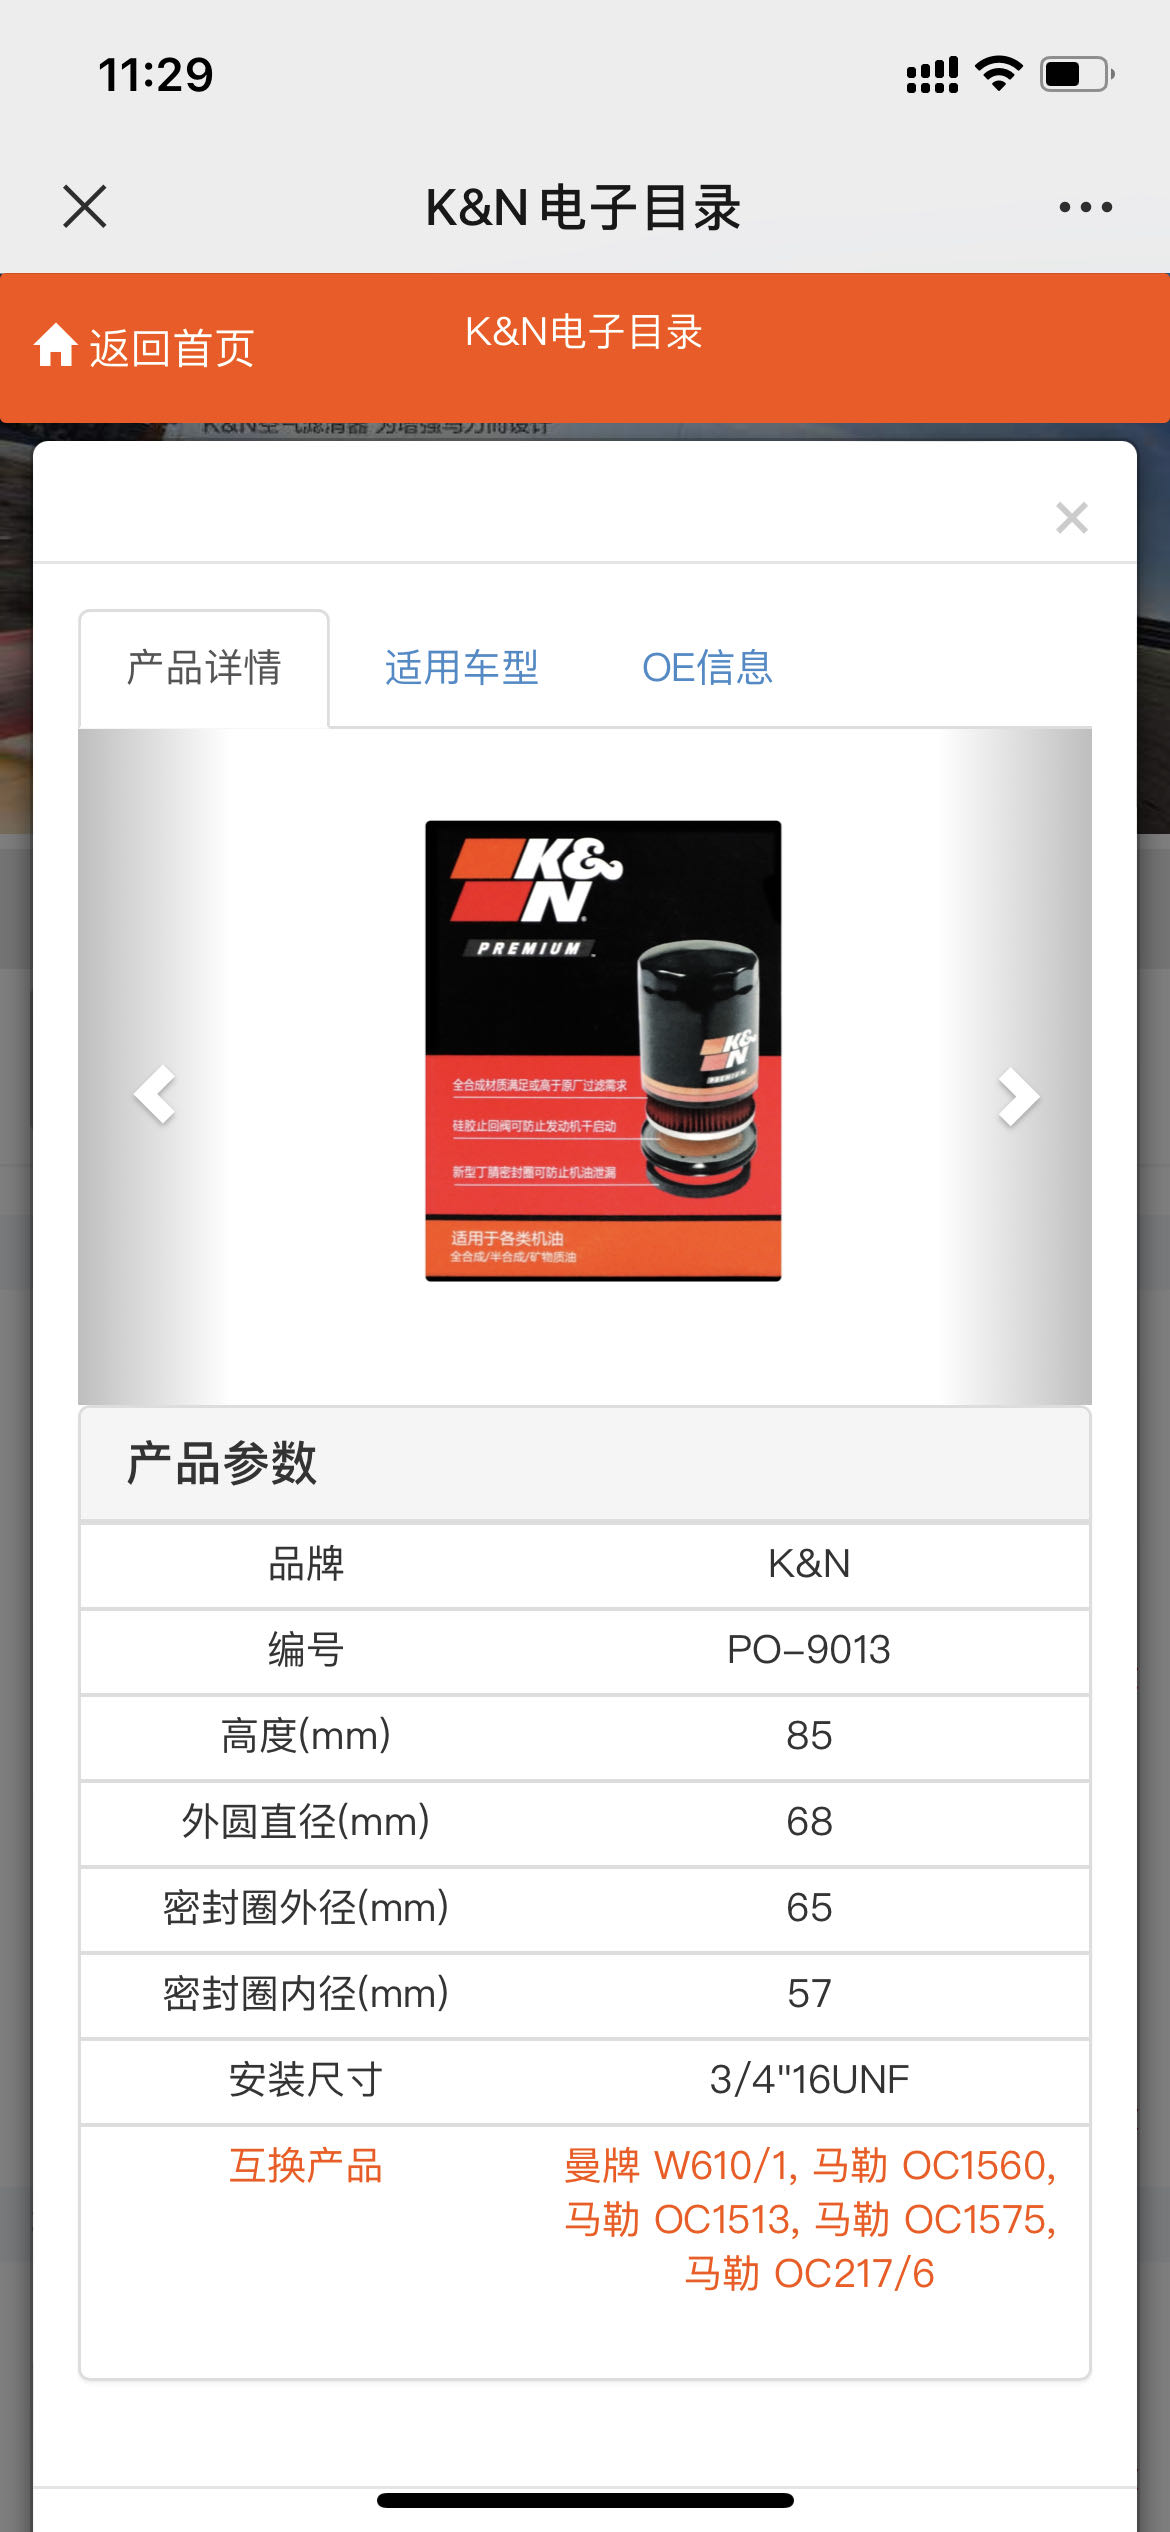 11:29
K&N电子目录
返回首页
K&N电子目录
K&N空气滤清器 为增强马力而设计
×
产品详情
适用车型
OE信息
K&N
PREMIUM
K&N
PREMIUM
全合成材质满足或高于原厂过滤需求
硅胶止回阀可防止发动机干启动
新型丁腈密封圈可防止机油泄漏
适用于各类机油
全合成/半合成/矿物质油
产品参数
品牌 K&N
编号 PO-9013
高度(mm) 85
外圆直径(mm) 68
密封圈外径(mm) 65
密封圈内径(mm) 57
安装尺寸 3/4"16UNF
互换产品 曼牌 W610/1, 马勒 OC1560,
马勒 OC1513, 马勒 OC1575,
马勒 OC217/6